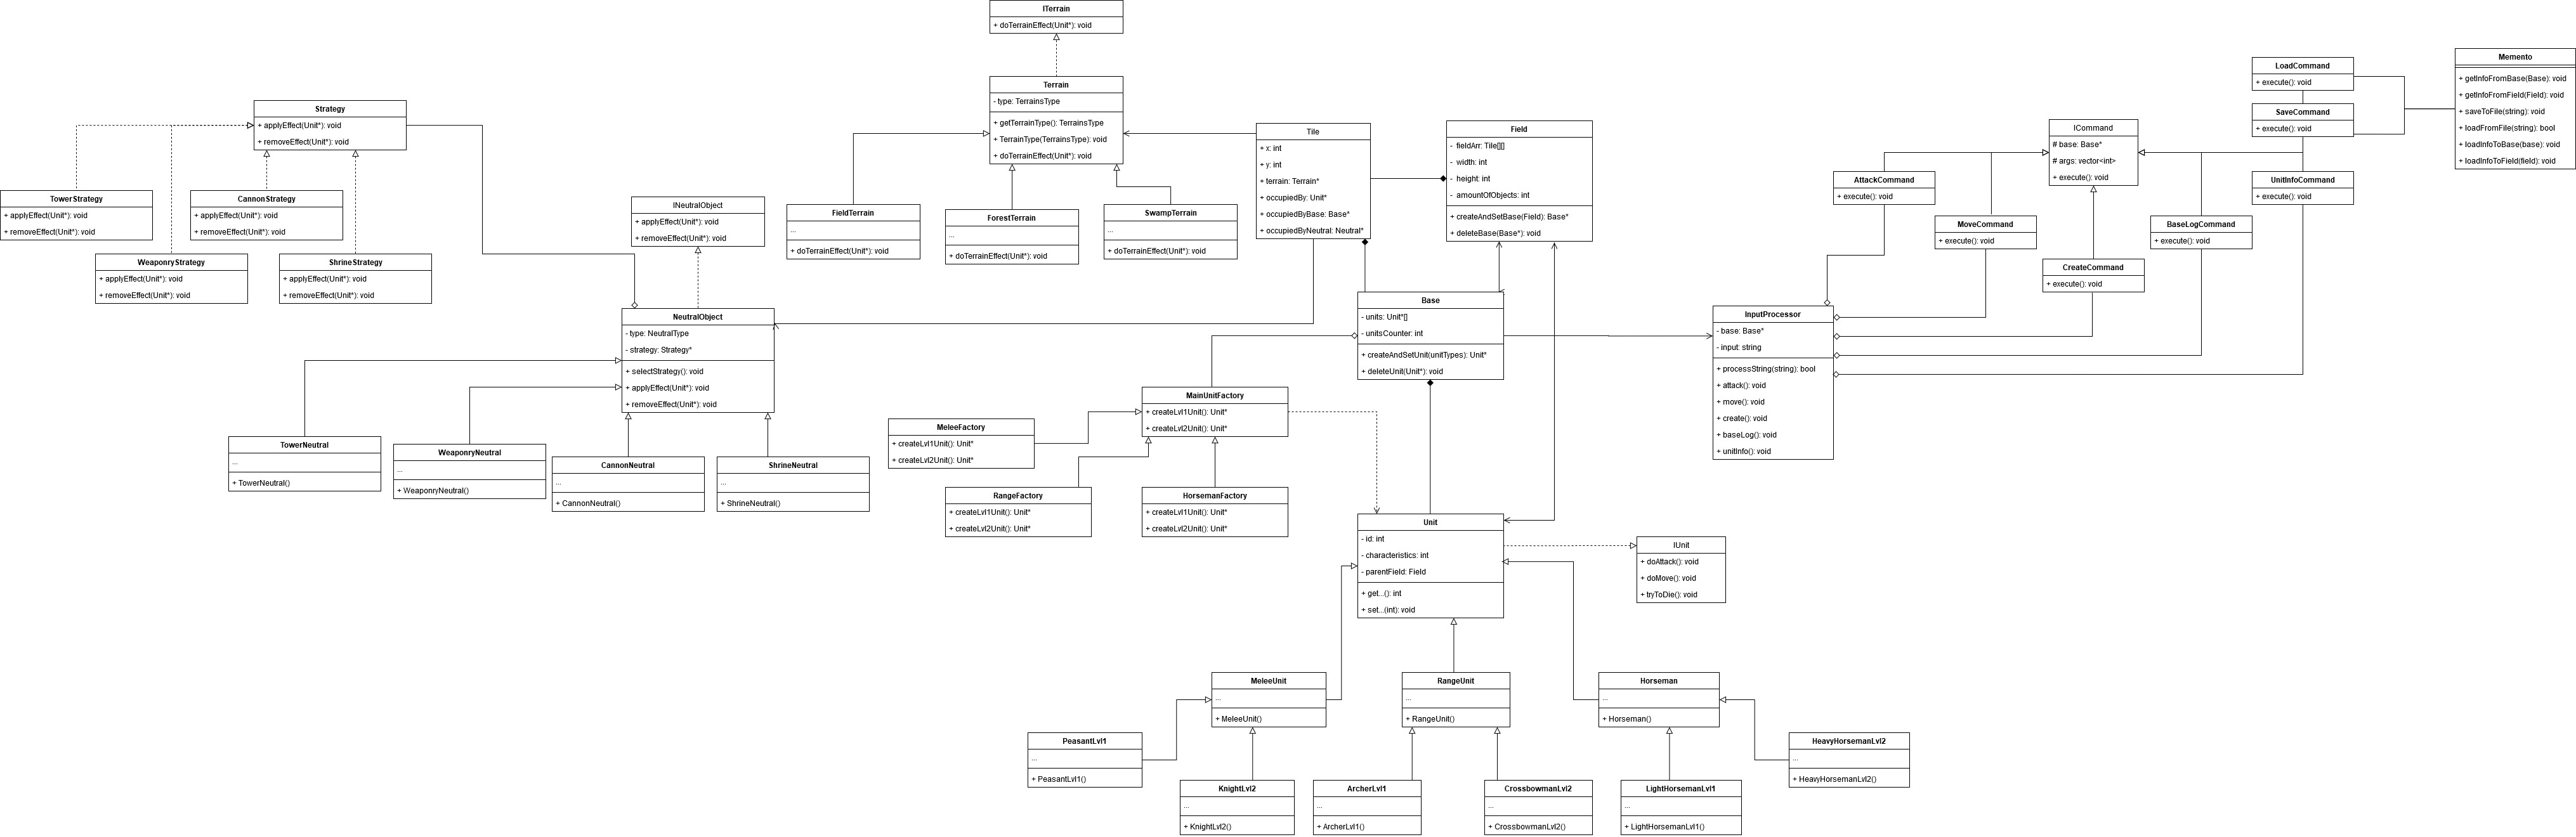 ITerrain
+ doTerrainEffect(Unit*): void
Terrain
- type: TerrainsType
+ getTerrainType(): TerrainsType
+ TerrainType(TerrainsType): void
+ doTerrainEffect(Unit*): void
Strategy
+ applyEffect(Unit*): void
+ removeEffect(Unit*): void
TowerStrategy
+ applyEffect(Unit*): void
+ removeEffect(Unit*): void
CannonStrategy
+ applyEffect(Unit*): void
+ removeEffect(Unit*): void
WeaponryStrategy
+ applyEffect(Unit*): void
+ removeEffect(Unit*): void
ShrineStrategy
+ applyEffect(Unit*): void
+ removeEffect(Unit*): void
INeutralObject
+ applyEffect(Unit*): void
+ removeEffect(Unit*): void
FieldTerrain
...
+ doTerrainEffect(Unit*): void
ForestTerrain
...
+ doTerrainEffect(Unit*): void
SwampTerrain
...
+ doTerrainEffect(Unit*): void
Tile
+ x: int
+ y: int
+ terrain: Terrain*
+ occupiedBy: Unit*
+ occupiedByBase: Base*
+ occupiedByNeutral: Neutral*
Field
- fieldArr: Tile[][]
- width: int
- height: int
- amountOfObjects: int
+ createAndSetBase(Field): Base*
+ deleteBase(Base*): void
ICommand
# base: Base*
# args: vector<int>
+ execute(): void
LoadCommand
+ execute(): void
SaveCommand
+ execute(): void
Memento
+ getInfoFromBase(Base): void
+ getInfoFromField(Field): void
+ saveToFile(string): void
+ loadFromFile(string): bool
+ loadInfoToBase(base): void
+ loadInfoToField(field): void
AttackCommand
+ execute(): void
UnitInfoCommand
+ execute(): void
MoveCommand
+ execute(): void
BaseLogCommand
+ execute(): void
CreateCommand
+ execute(): void
NeutralObject
- type: NeutralType
- strategy: Strategy*
+ selectStrategy(): void
+ applyEffect(Unit*): void
+ removeEffect(Unit*): void
Base
- units: Unit*[]
- unitsCounter: int
+ createAndSetUnit(unitTypes): Unit*
+ deleteUnit(Unit*): void
InputProcessor
- base: Base*
- input: string
+ processString(string): bool
+ attack(): void
+ move(): void
+ create(): void
+ baseLog(): void
+ unitInfo(): void
MainUnitFactory
+ createLvl1Unit(): Unit*
+ createLvl2Unit(): Unit*
MeleeFactory
+ createLvl1Unit(): Unit*
+ createLvl2Unit(): Unit*
RangeFactory
+ createLvl1Unit(): Unit*
+ createLvl2Unit(): Unit*
HorsemanFactory
+ createLvl1Unit(): Unit*
+ createLvl2Unit(): Unit*
TowerNeutral
...
+ TowerNeutral()
WeaponryNeutral
...
+ WeaponryNeutral()
CannonNeutral
...
+ CannonNeutral()
ShrineNeutral
...
+ ShrineNeutral()
Unit
- id: int
- characteristics: int
- parentField: Field
+ get...(): int
+ set...(int): void
IUnit
+ doAttack(): void
+ doMove(): void
+ tryToDie(): void
MeleeUnit
...
+ MeleeUnit()
RangeUnit
...
+ RangeUnit()
Horseman
...
+ Horseman()
PeasantLvl1
...
+ PeasantLvl1()
HeavyHorsemanLvl2
...
+ HeavyHorsemanLvl2()
KnightLvl2
...
+ KnightLvl2()
ArcherLvl1
...
+ ArcherLvl1()
CrossbowmanLvl2
...
+ CrossbowmanLvl2()
LightHorsemanLvl1
...
+ LightHorsemanLvl1()